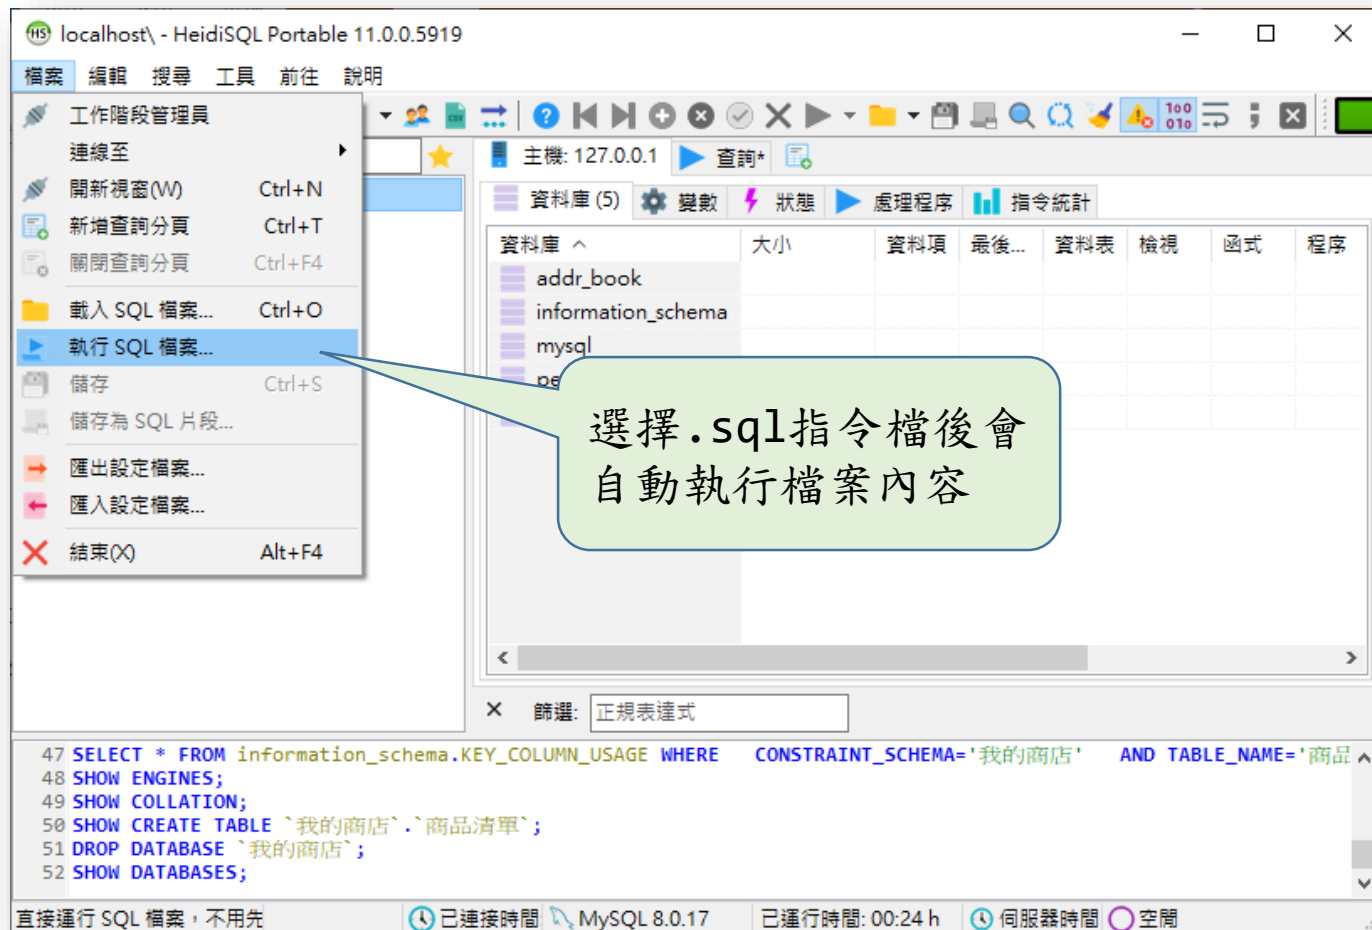 localhost\ - HeidiSQL Portable 11.0.0.5919
檔案 編輯 搜尋 工具 前往 說明
工作階段管理員
連線至
開新視窗(W) Ctrl+N
新增查詢分頁 Ctrl+T
關閉查詢分頁 Ctrl+F4
載入 SQL 檔案... Ctrl+O
執行 SQL 檔案...
儲存 Ctrl+S
儲存為 SQL 片段...
匯出設定檔案...
匯入設定檔案...
結束(X) Alt+F4
主機: 127.0.0.1 查詢*
資料庫 (5) 變數 狀態 處理程序 指令統計
資料庫 大小 資料項 最後... 資料表 檢視 函式 程序
addr_book
information_schema
mysql
pe
選擇.sql指令檔後會
自動執行檔案內容
篩選: 正規表達式
47 SELECT * FROM information_schema.KEY_COLUMN_USAGE WHERE CONSTRAINT_SCHEMA='我的商店' AND TABLE_NAME='商品
48 SHOW ENGINES;
49 SHOW COLLATION;
50 SHOW CREATE TABLE `我的商店`.`商品清單`;
51 DROP DATABASE `我的商店`;
52 SHOW DATABASES;
直接運行 SQL 檔案，不用先 已連接時間 MySQL 8.0.17 已運行時間: 00:24 h 伺服器時間 空閒